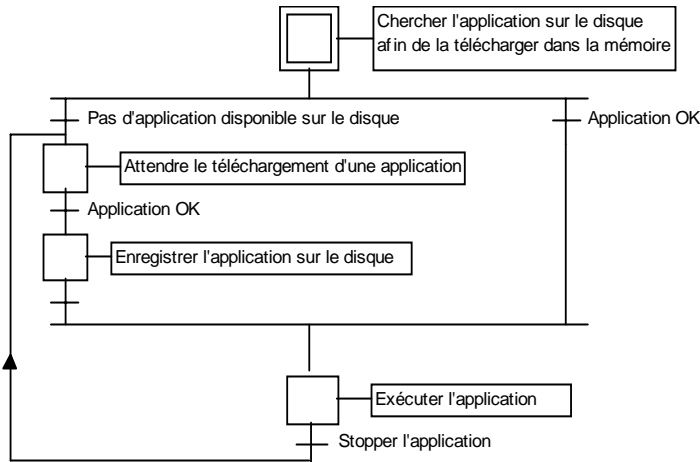 Chercher l'application sur le disque
afin de la télécharger dans la mémoire
Pas d'application disponible sur le disque
Application OK
Attendre le téléchargement d'une application
Application OK
Enregistrer l'application sur le disque
Exécuter l'application
Stopper l'application